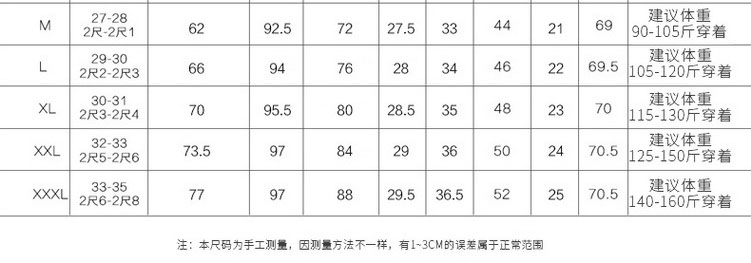 M 27-28 62 92.5 72 27.5 33 44 21 69 建议体重
2尺-2尺1 90-105斤穿着
L 29-30 66 94 76 28 34 46 22 69.5 建议体重
2尺2-2尺3 105-120斤穿着
XL 30-31 70 95.5 80 28.5 35 48 23 70 建议体重
2尺3-2尺4 115-130斤穿着
XXL 32-33 73.5 97 84 29 36 50 24 70.5 建议体重
2尺5-2尺6 125-150斤穿着
XXXL 33-35 77 97 88 29.5 36.5 52 25 70.5 建议体重
2尺6-2尺8 140-160斤穿着
注：本尺码为手工测量，因测量方法不一样，有1~3CM的误差属于正常范围